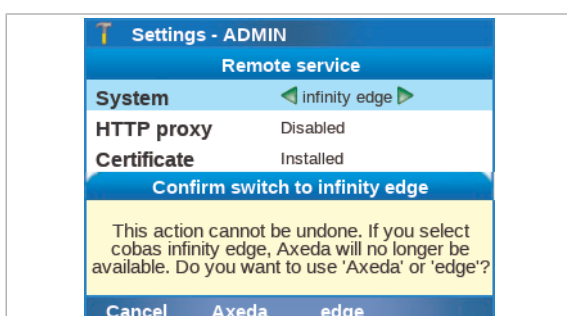 Settings - ADMIN
Remote service
System infinity edge
HTTP proxy Disabled
Certificate Installed
Confirm switch to infinity edge
This action cannot be undone. If you select
cobas infinity edge, Axeda will no longer be
available. Do you want to use 'Axeda' or 'edge'?
Cancel Axeda edge